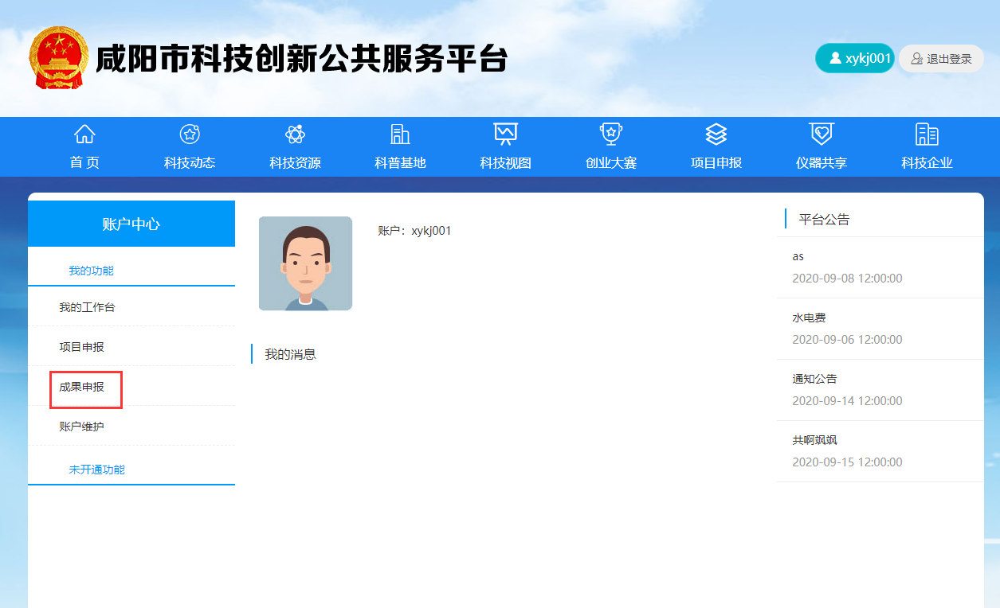 咸阳市科技创新公共服务平台
xykj001
退出登录
首 页
科技动态
科技资源
科普基地
科技视图
创业大赛
项目申报
仪器共享
科技企业
账户中心
我的功能
我的工作台
项目申报
成果申报
账户维护
未开通功能
账户：xykj001
我的消息
平台公告
as
2020-09-08 12:00:00
水电费
2020-09-06 12:00:00
通知公告
2020-09-14 12:00:00
共啊飒飒
2020-09-15 12:00:00